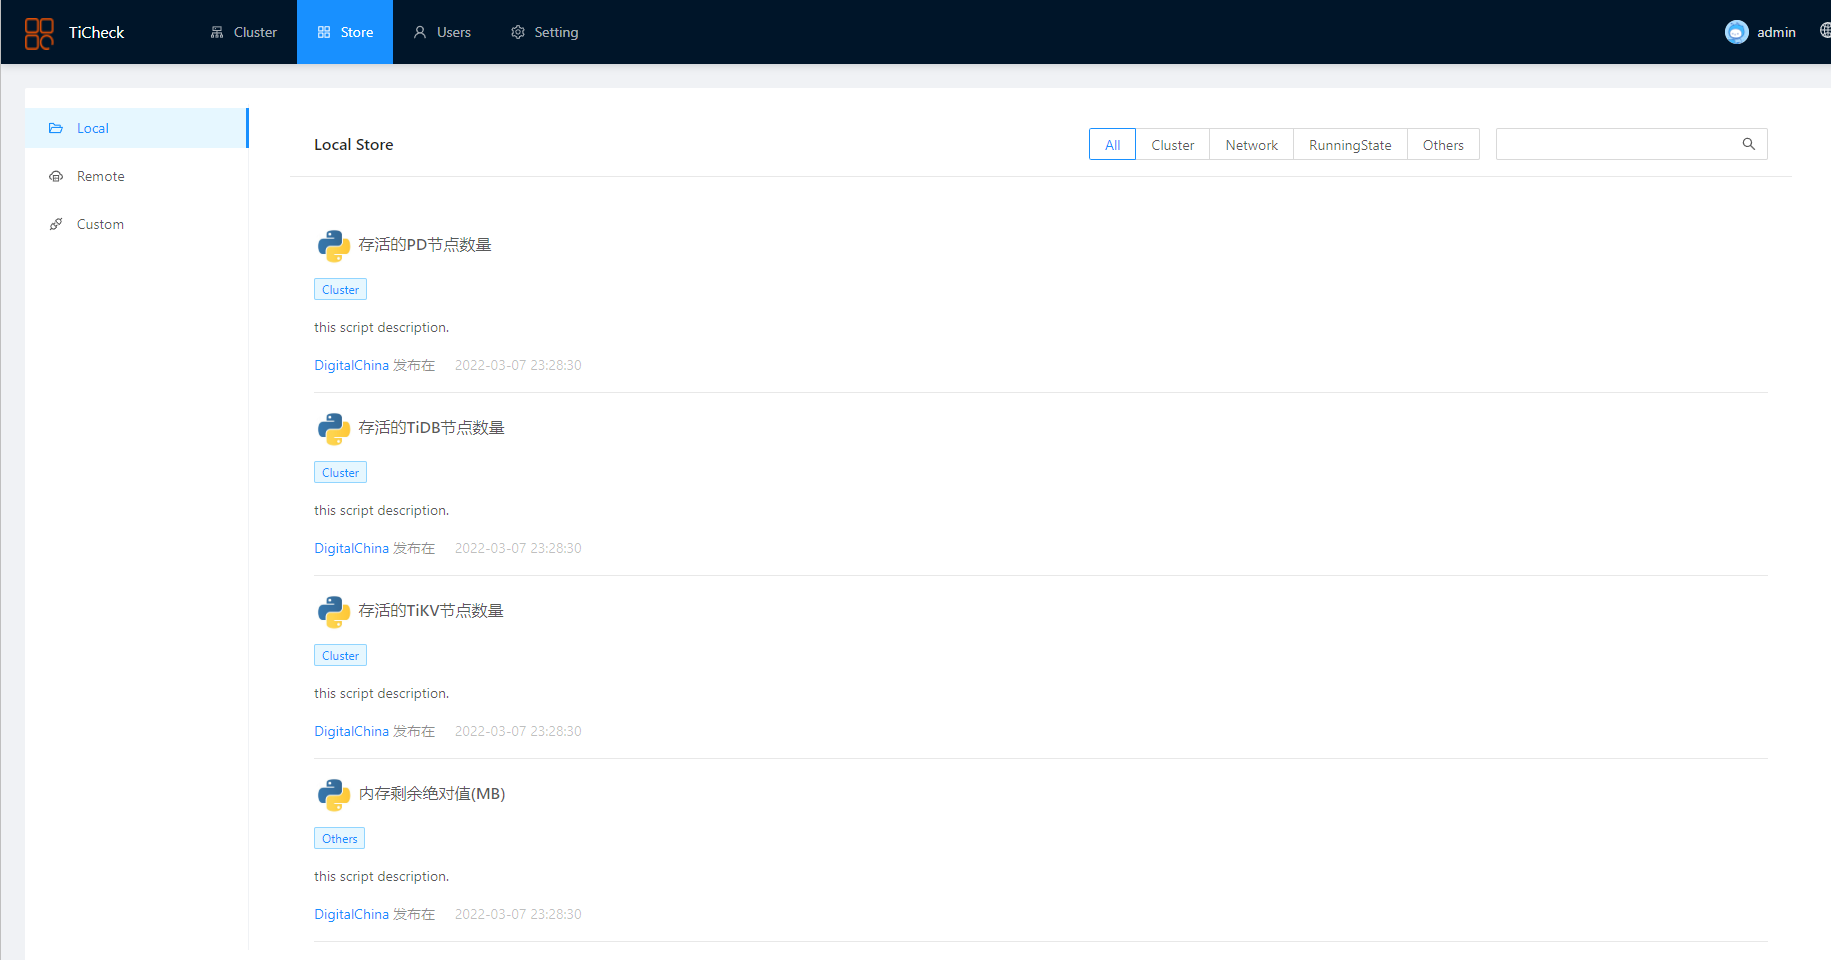 TiCheck Cluster Store Users Setting admin
Local
Remote
Custom
Local Store All Cluster Network RunningState Others
存活的PD节点数量
Cluster
this script description.
DigitalChina 发布在 2022-03-07 23:28:30
存活的TiDB节点数量
Cluster
this script description.
DigitalChina 发布在 2022-03-07 23:28:30
存活的TiKV节点数量
Cluster
this script description.
DigitalChina 发布在 2022-03-07 23:28:30
内存剩余绝对值(MB)
Others
this script description.
DigitalChina 发布在 2022-03-07 23:28:30